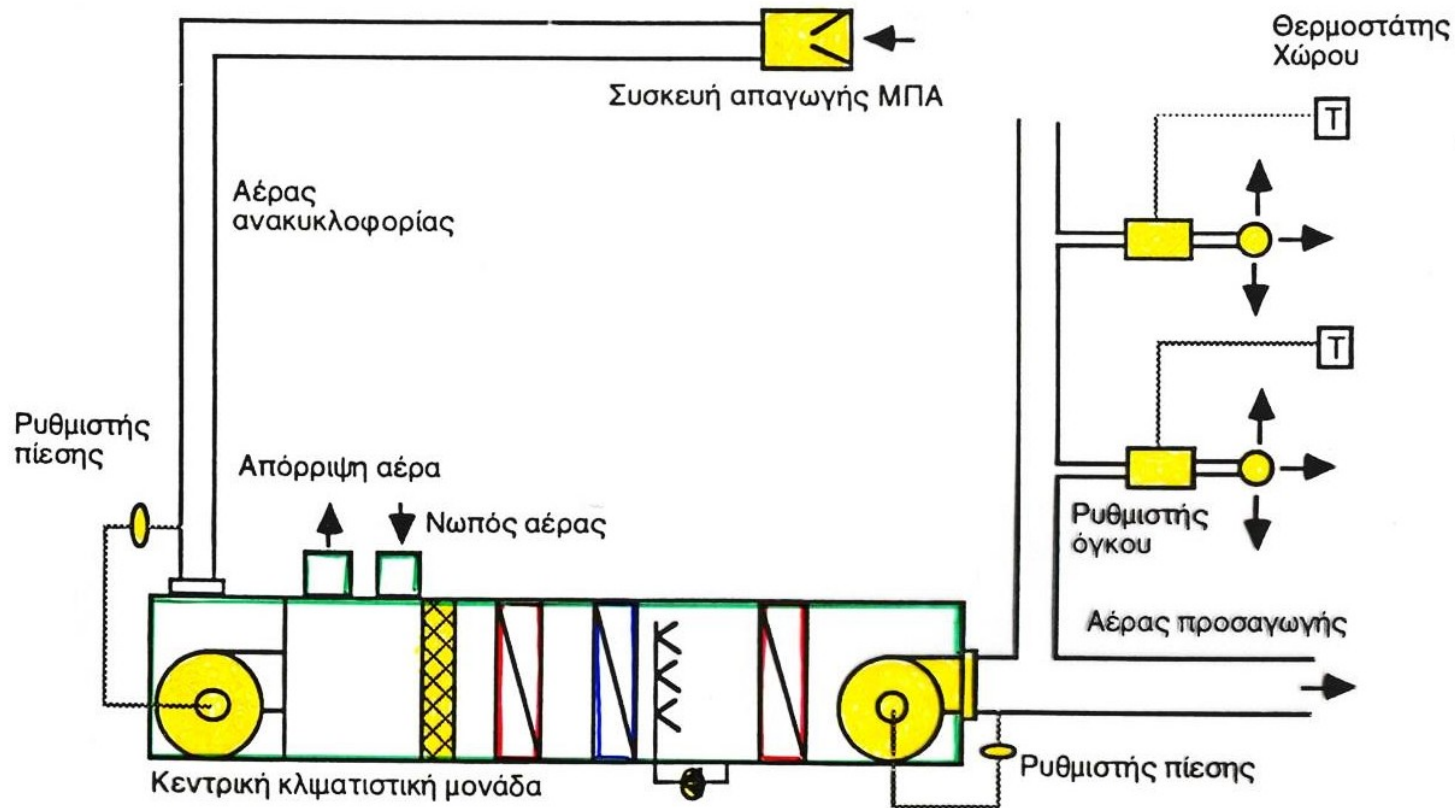 Θερμοστάτης
Χώρου
Συσκευή απαγωγής ΜΠΑ
T
Αέρας
ανακυκλοφορίας
T
Ρυθμιστής
πίεσης
Απόρριψη αέρα
Νωπός αέρας
Ρυθμιστής
όγκου
Αέρας προσαγωγής
Κεντρική κλιματιστική μονάδα
Ρυθμιστής πίεσης